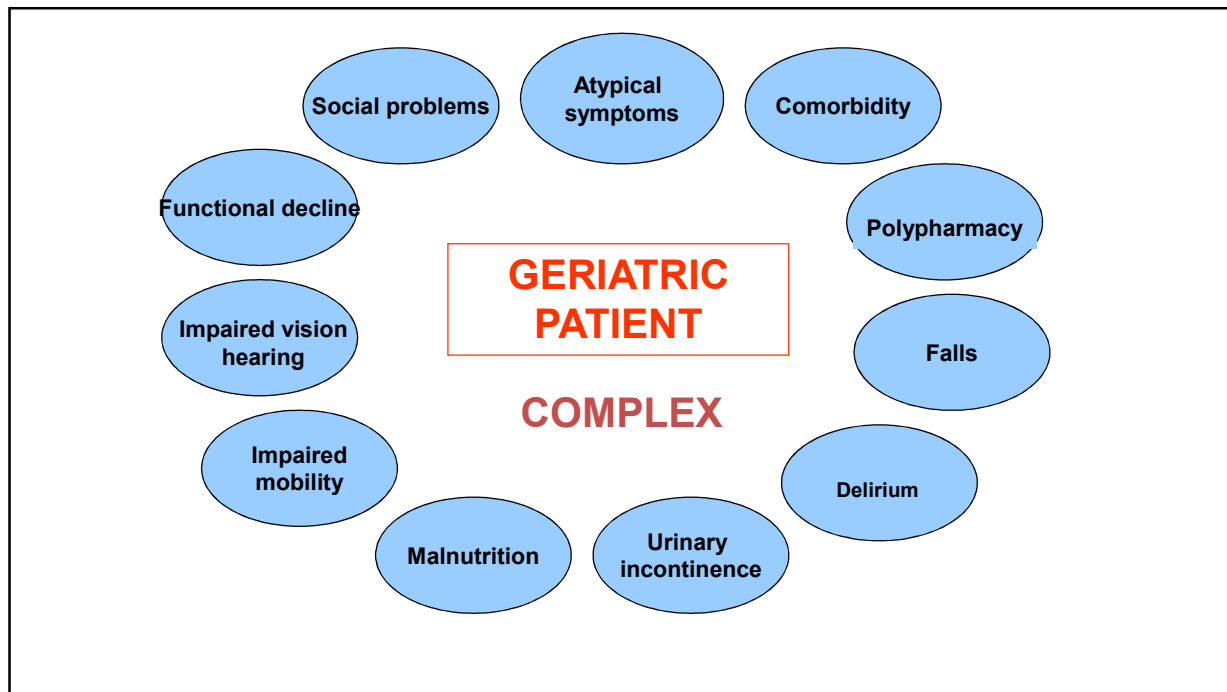 Social problems
Atypical
symptoms
Comorbidity
Functional decline
Polypharmacy
GERIATRIC
PATIENT
Impaired vision
hearing
Falls
COMPLEX
Impaired
mobility
Delirium
Malnutrition
Urinary
incontinence